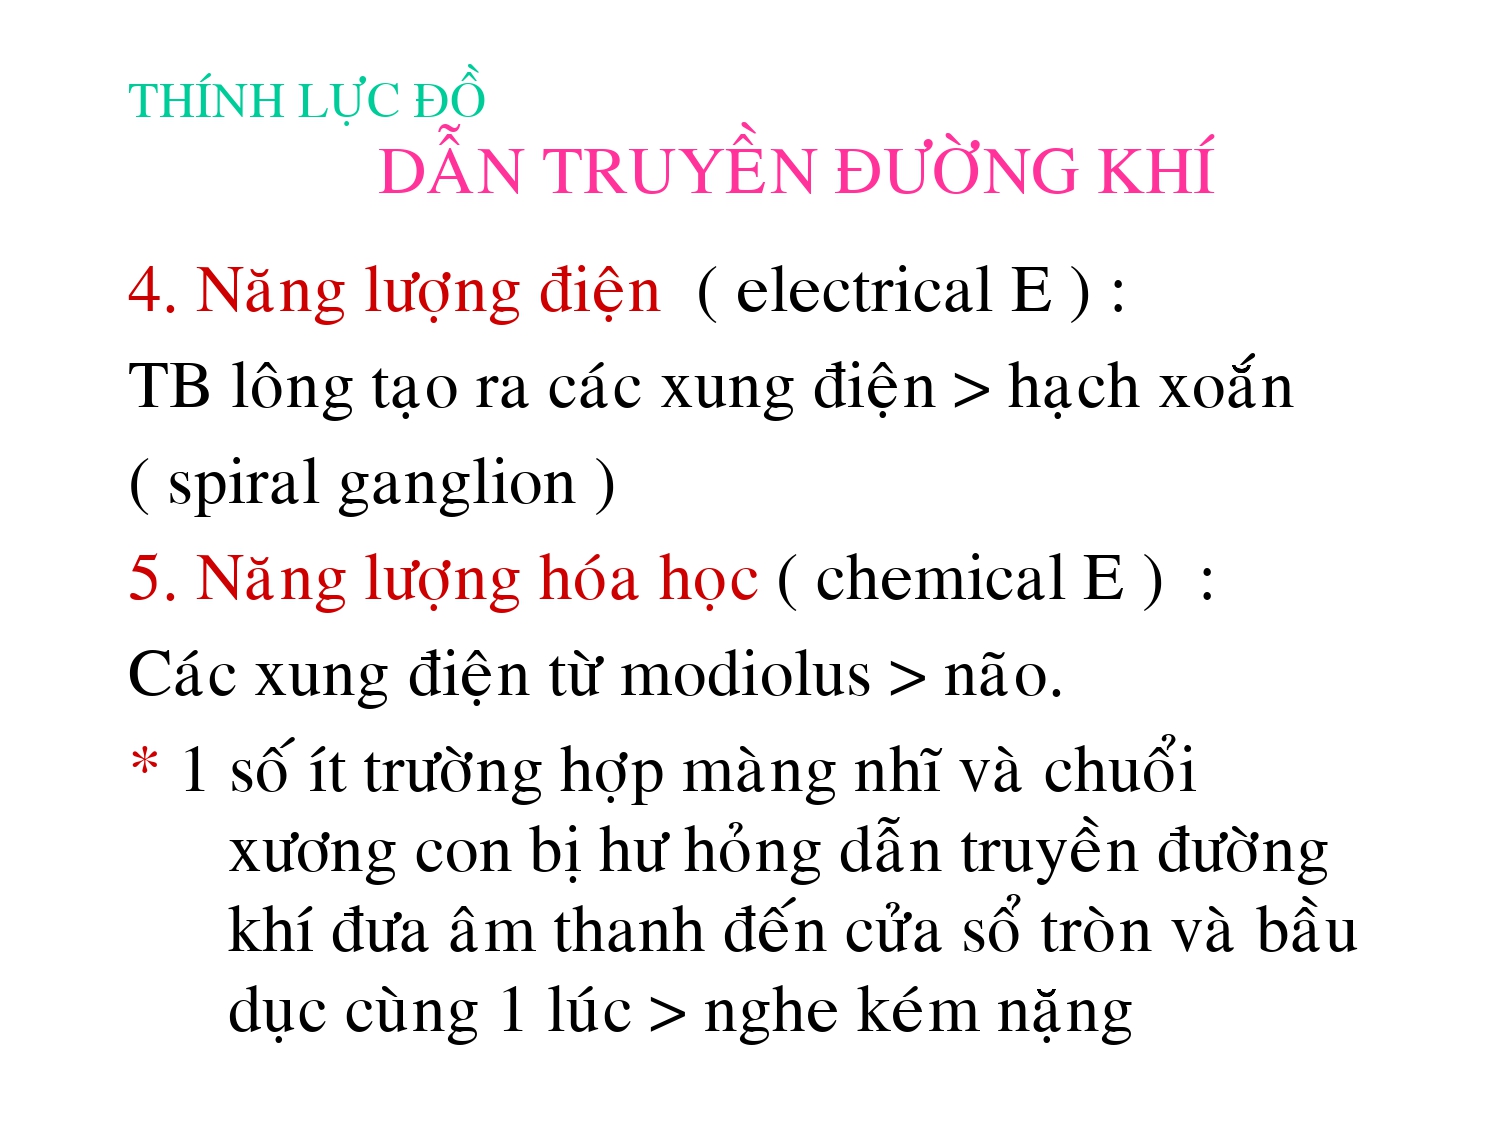 THÍNH LỰC ĐỒ
DẪN TRUYỀN ĐƯỜNG KHÍ
4. Năng lượng điện ( electrical E ) :
TB lông tạo ra các xung điện > hạch xoắn
( spiral ganglion )
5. Năng lượng hóa học ( chemical E ) :
Các xung điện từ modiolus > não.
* 1 số ít trường hợp màng nhĩ và chuổi
xương con bị hư hỏng dẫn truyền đường
khí đưa âm thanh đến cửa sổ tròn và bầu
dục cùng 1 lúc > nghe kém nặng